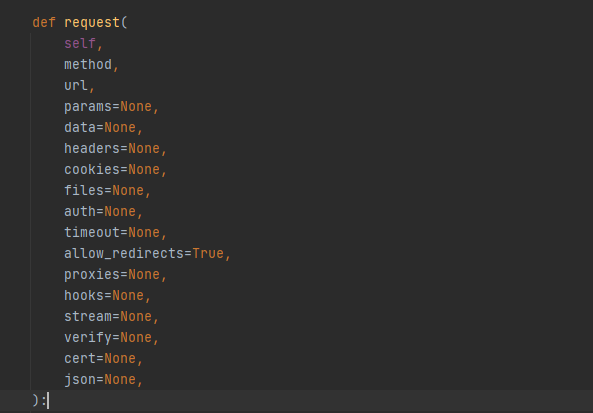 def request(
    self,
    method,
    url,
    params=None,
    data=None,
    headers=None,
    cookies=None,
    files=None,
    auth=None,
    timeout=None,
    allow_redirects=True,
    proxies=None,
    hooks=None,
    stream=None,
    verify=None,
    cert=None,
    json=None,
):